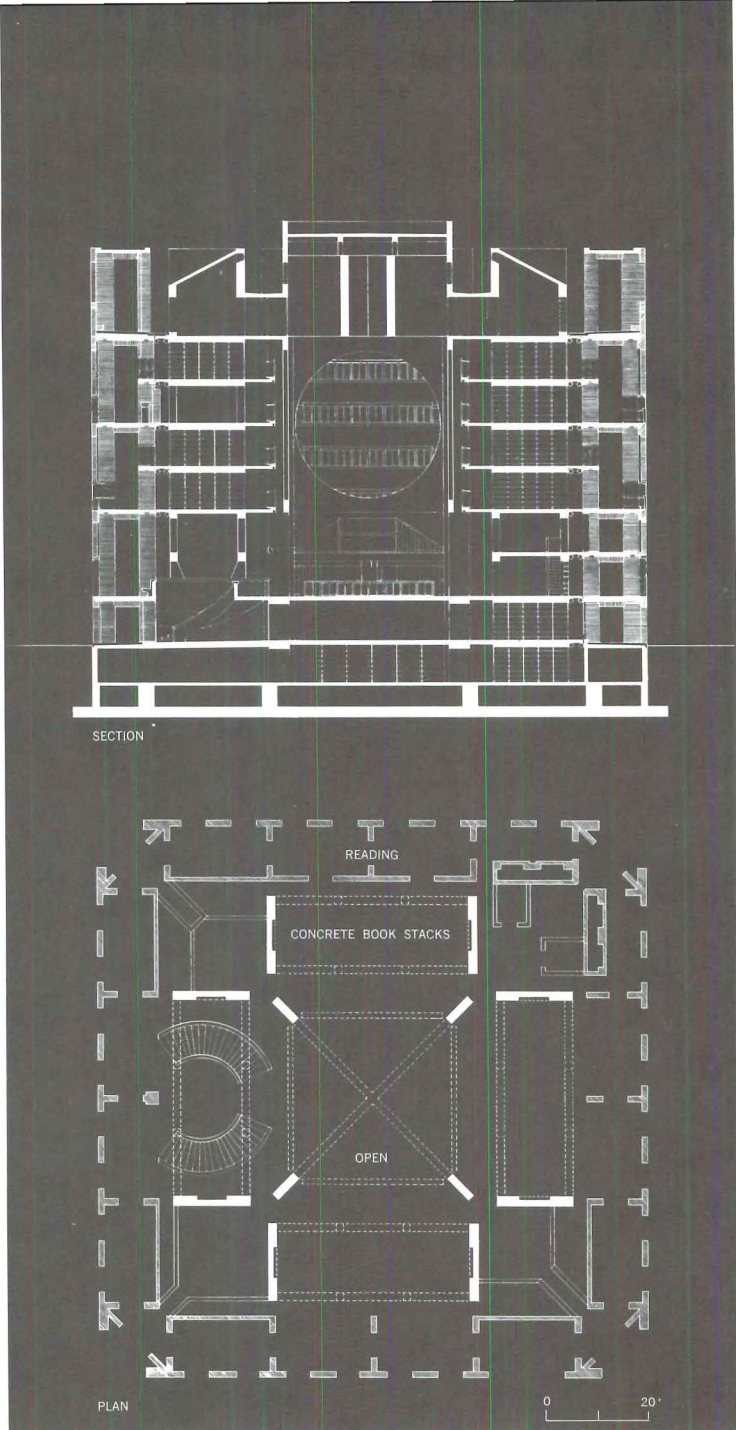 SECTION
READING
CONCRETE BOOK STACKS
OPEN
PLAN
0 20'